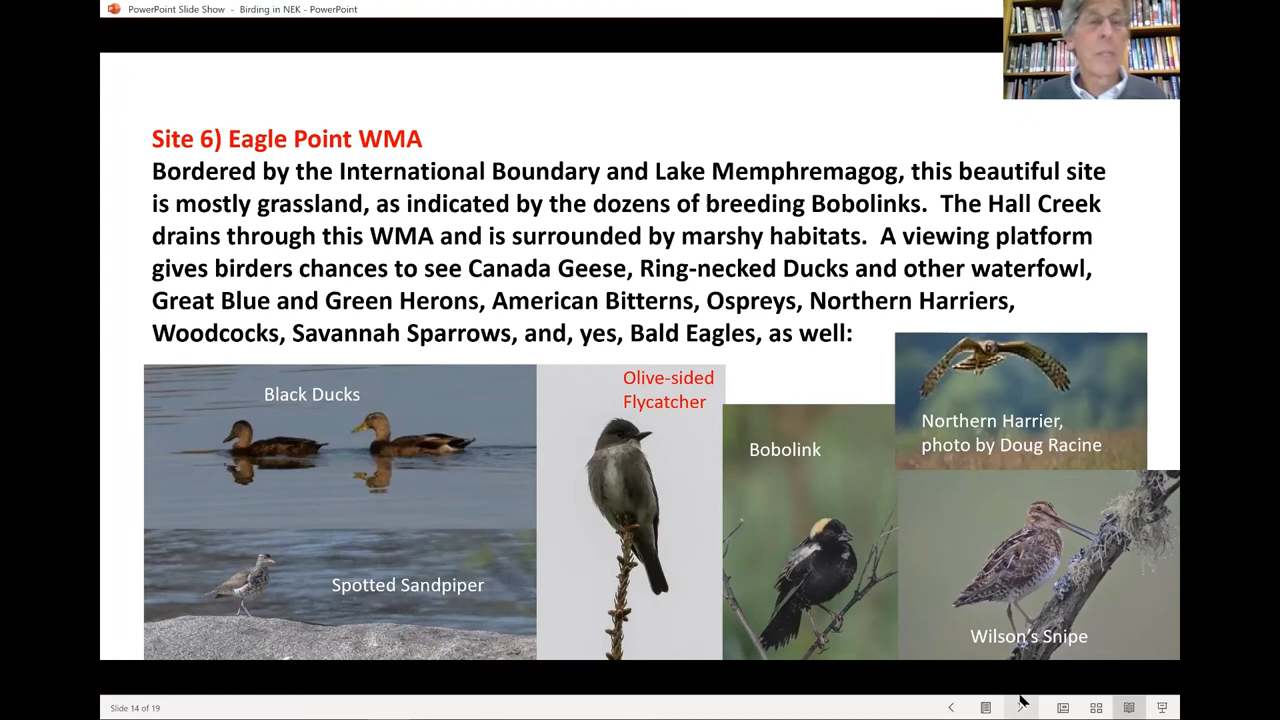 PowerPoint Slide Show - Birding in NEK - PowerPoint
Site 6) Eagle Point WMA
Bordered by the International Boundary and Lake Memphremagog, this beautiful site
is mostly grassland, as indicated by the dozens of breeding Bobolinks.  The Hall Creek
drains through this WMA and is surrounded by marshy habitats.  A viewing platform
gives birders chances to see Canada Geese, Ring-necked Ducks and other waterfowl,
Great Blue and Green Herons, American Bitterns, Ospreys, Northern Harriers,
Woodcocks, Savannah Sparrows, and, yes, Bald Eagles, as well:
Black Ducks
Olive-sided
Flycatcher
Northern Harrier,
photo by Doug Racine
Bobolink
Spotted Sandpiper
Wilson's Snipe
Slide 14 of 19